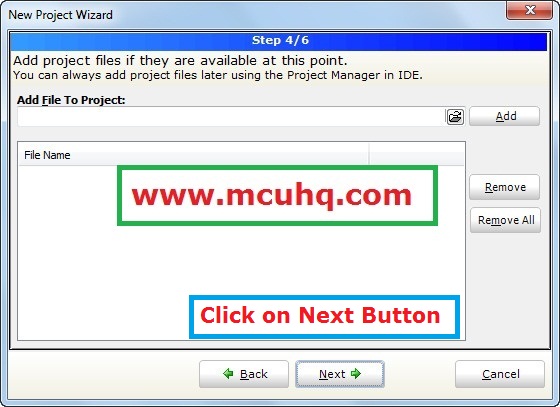 New Project Wizard
Step 4/6
Add project files if they are available at this point.
You can always add project files later using the Project Manager in IDE.
Add File To Project:
Add
File Name
www.mcuhq.com
Remove
Remove All
Click on Next Button
Back
Next
Cancel